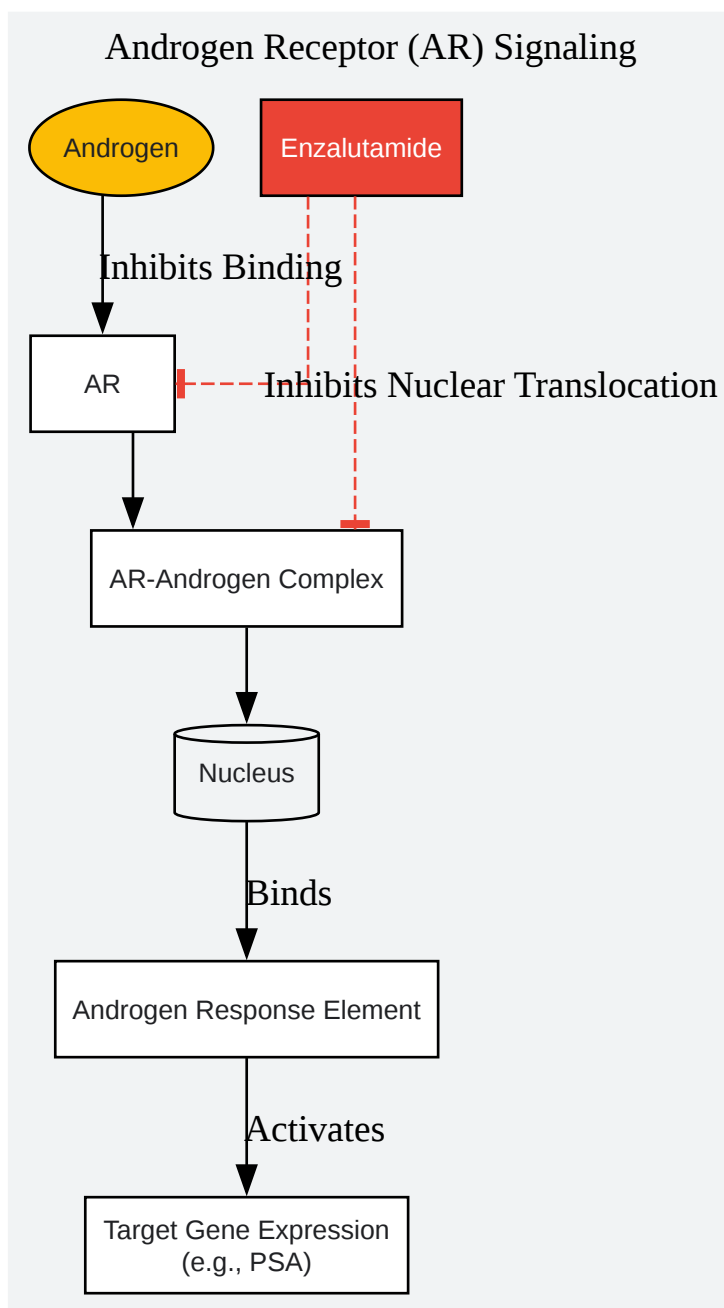 Androgen Receptor (AR) Signaling
Androgen
Enzalutamide
Inhibits Binding
AR
Inhibits Nuclear Translocation
AR-Androgen Complex
Nucleus
Binds
Androgen Response Element
Activates
Target Gene Expression
(e.g., PSA)